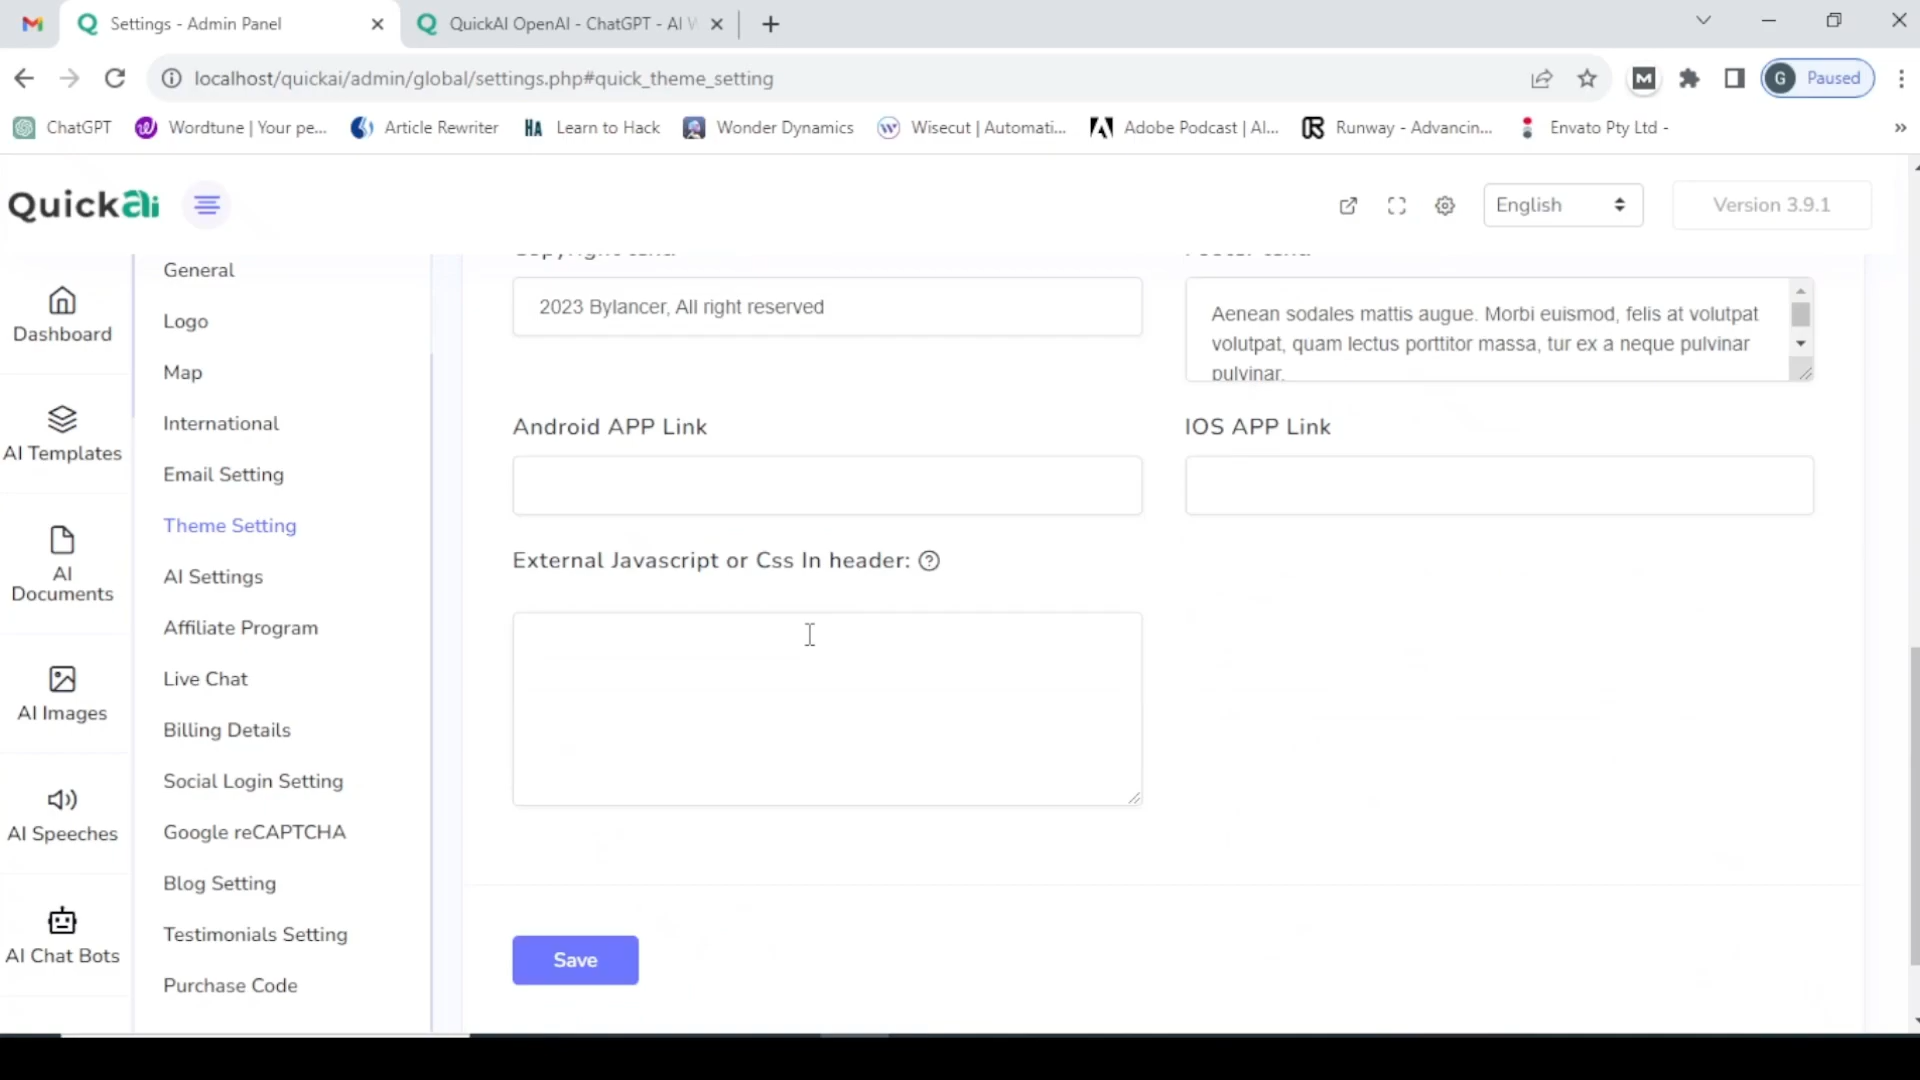 Settings - Admin Panel
QuickAI OpenAI - ChatGPT - AI
localhost/quickai/admin/global/settings.php#quick_theme_setting
G Paused
ChatGPT
Wordtune | Your pe...
Article Rewriter
Learn to Hack
Wonder Dynamics
Wisecut | Automati...
Adobe Podcast | AI...
Runway - Advancin...
Envato Pty Ltd -
QuickAi
English
Version 3.9.1
Dashboard
AI Templates
AI
Documents
AI Images
AI Speeches
AI Chat Bots
General
Logo
Map
International
Email Setting
Theme Setting
AI Settings
Affiliate Program
Live Chat
Billing Details
Social Login Setting
Google reCAPTCHA
Blog Setting
Testimonials Setting
Purchase Code
2023 Bylancer, All right reserved
Aenean sodales mattis augue. Morbi euismod, felis at volutpat
volutpat, quam lectus porttitor massa, tur ex a neque pulvinar
pulvinar.
Android APP Link
IOS APP Link
External Javascript or Css In header:
Save